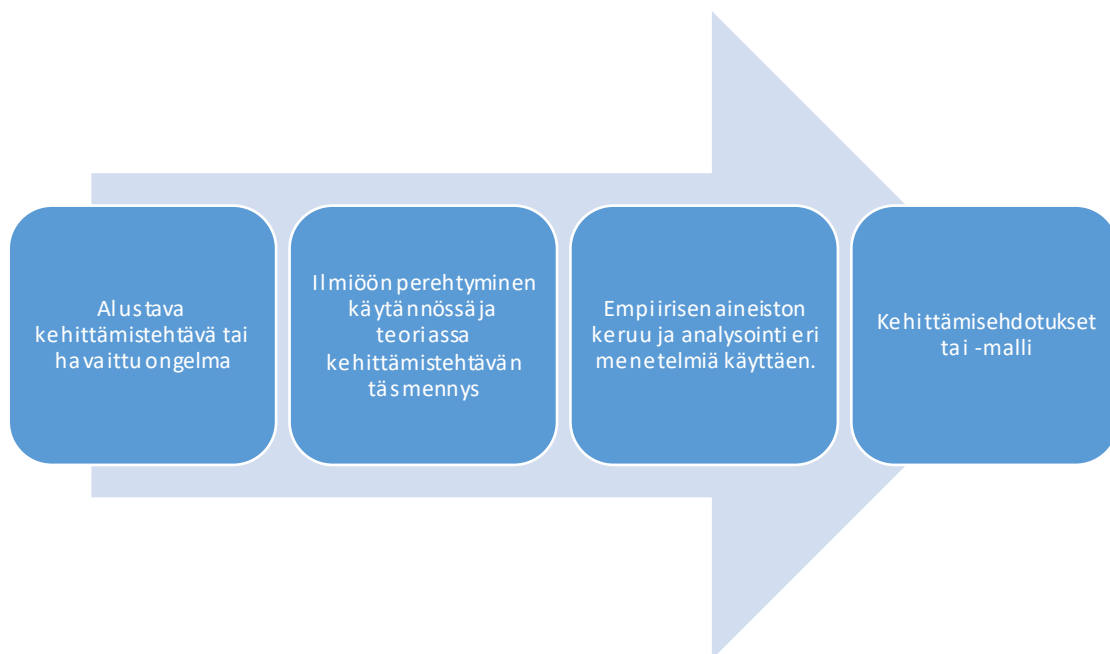 Alustava
kehittämistehtävä tai
havaittu ongelma
Ilmiöön perehtyminen
käytännössä ja
teoriassa
kehittämistehtävän
täsmennys
Empiirisen aineiston
keruu ja analysointi eri
menetelmiä käyttäen.
Kehittämisehdotukset
tai -malli